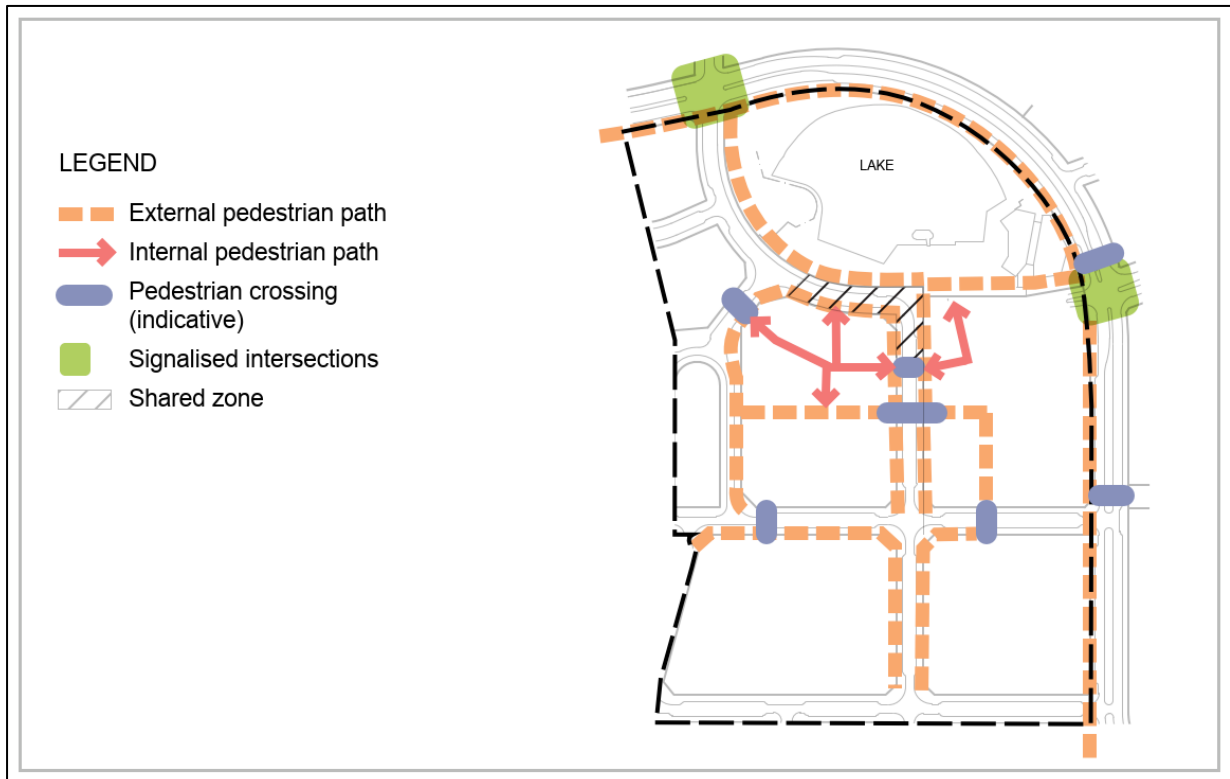 LEGEND
External pedestrian path
Internal pedestrian path
Pedestrian crossing
(indicative)
Signalised intersections
Shared zone
LAKE